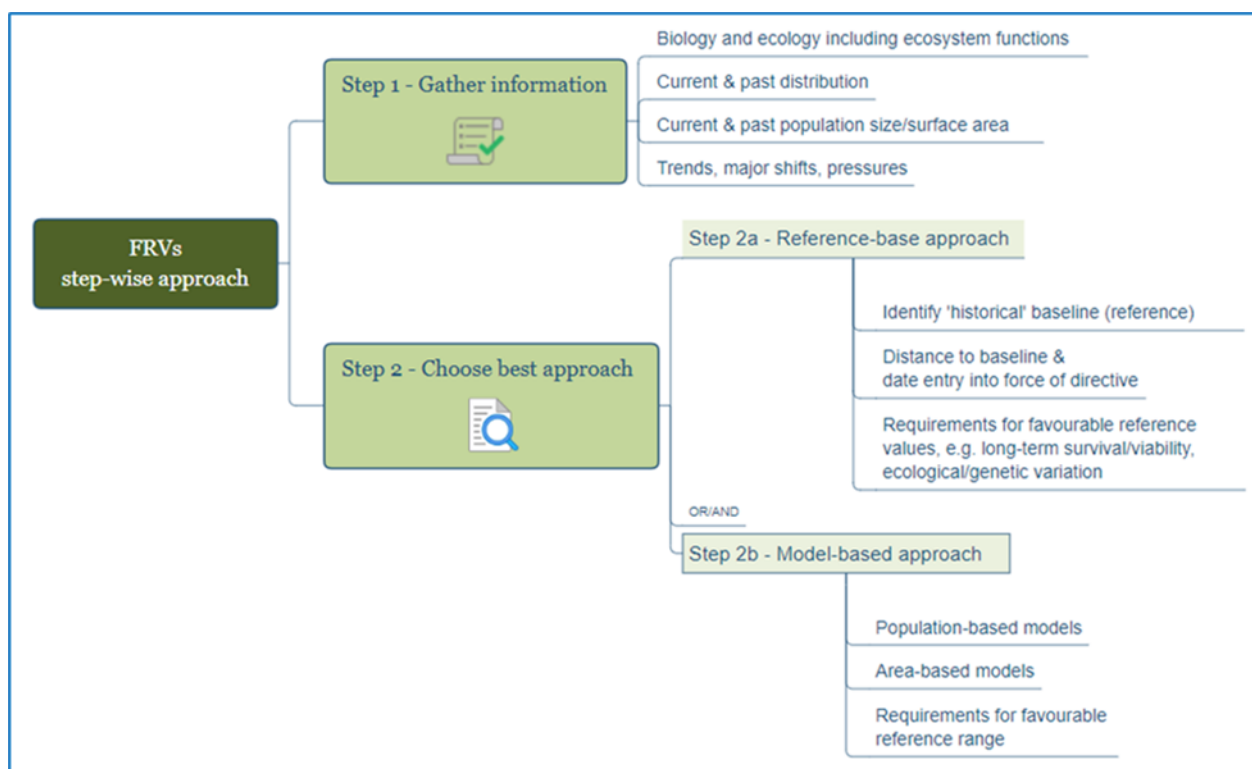 FRVs
step-wise approach
Step 1 - Gather information
Biology and ecology including ecosystem functions
Current & past distribution
Current & past population size/surface area
Trends, major shifts, pressures
Step 2 - Choose best approach
Step 2a - Reference-base approach
Identify 'historical' baseline (reference)
Distance to baseline &
date entry into force of directive
Requirements for favourable reference
values, e.g. long-term survival/viability,
ecological/genetic variation
OR/AND
Step 2b - Model-based approach
Population-based models
Area-based models
Requirements for favourable
reference range